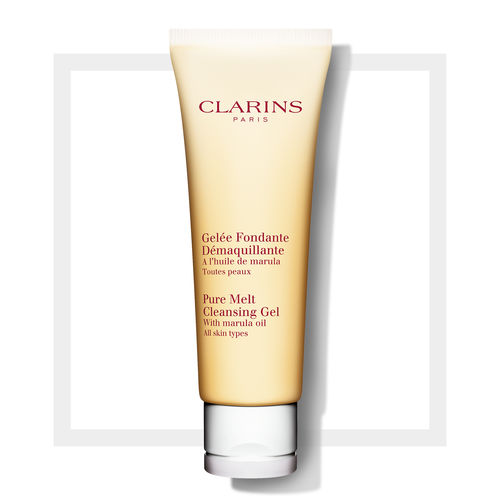 CLARINS
PARIS
Gelée Fondante
Démaquillante
A l'huile de marula
Toutes peaux
Pure Melt
Cleansing Gel
With marula oil
All skin types